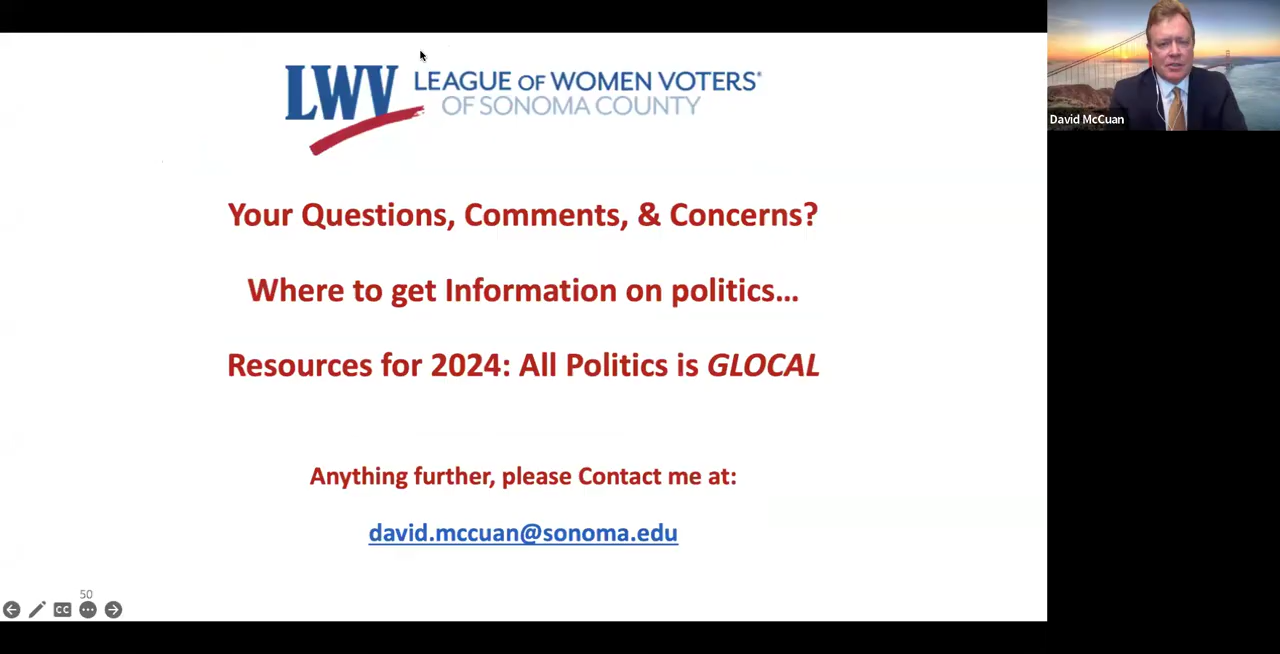 LWV LEAGUE OF WOMEN VOTERS®
OF SONOMA COUNTY
David McCuan
Your Questions, Comments, & Concerns?
Where to get Information on politics...
Resources for 2024: All Politics is GLOCAL
Anything further, please Contact me at:
david.mccuan@sonoma.edu
50
CC